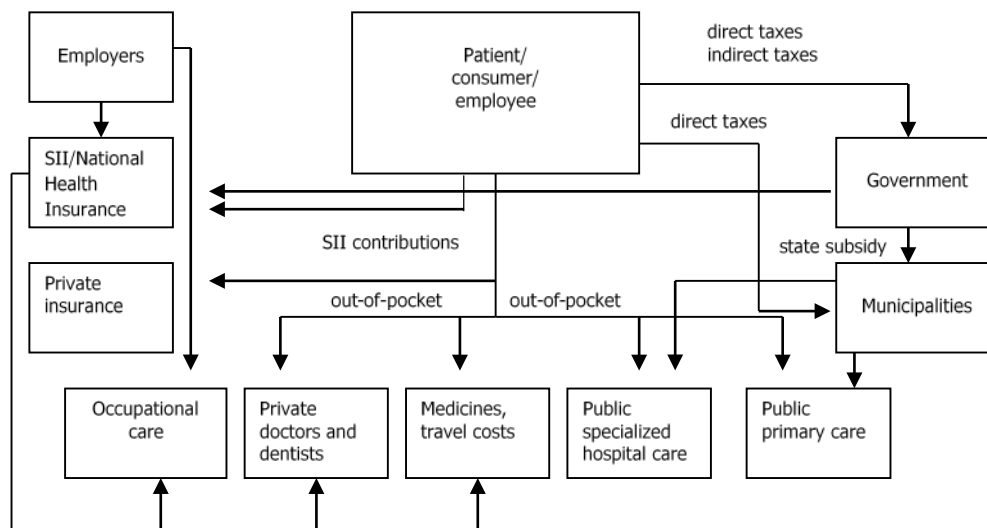 Employers
Patient/
consumer/
employee
direct taxes
indirect taxes
direct taxes
SII/National
Health
Insurance
Government
SII contributions
state subsidy
Private
insurance
out-of-pocket
out-of-pocket
Municipalities
Occupational
care
Private
doctors and
dentists
Medicines,
travel costs
Public
specialized
hospital care
Public
primary care